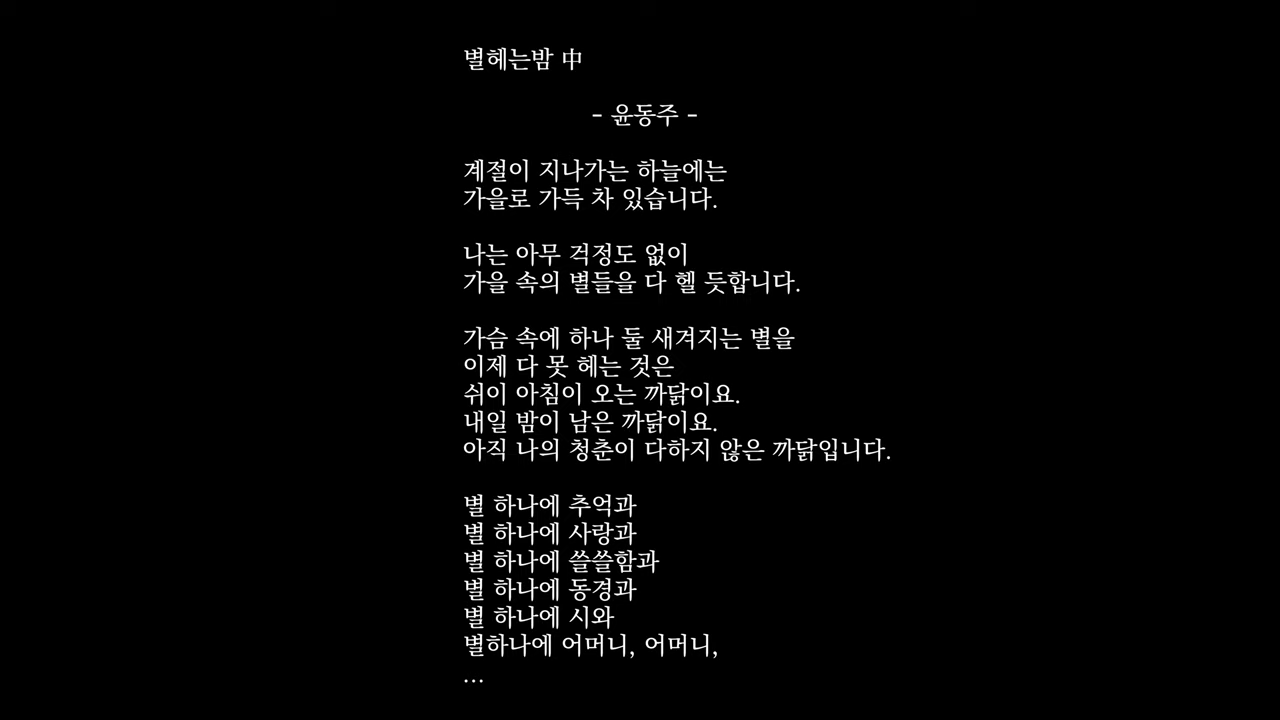 별헤는밤 中
- 윤동주 -
계절이 지나가는 하늘에는
가을로 가득 차 있습니다.
나는 아무 걱정도 없이
가을 속의 별들을 다 헬 듯합니다.
가슴 속에 하나 둘 새겨지는 별을
이제 다 못 헤는 것은
쉬이 아침이 오는 까닭이요.
내일 밤이 남은 까닭이요.
아직 나의 청춘이 다하지 않은 까닭입니다.
별 하나에 추억과
별 하나에 사랑과
별 하나에 쓸쓸함과
별 하나에 동경과
별 하나에 시와
별하나에 어머니, 어머니,
...